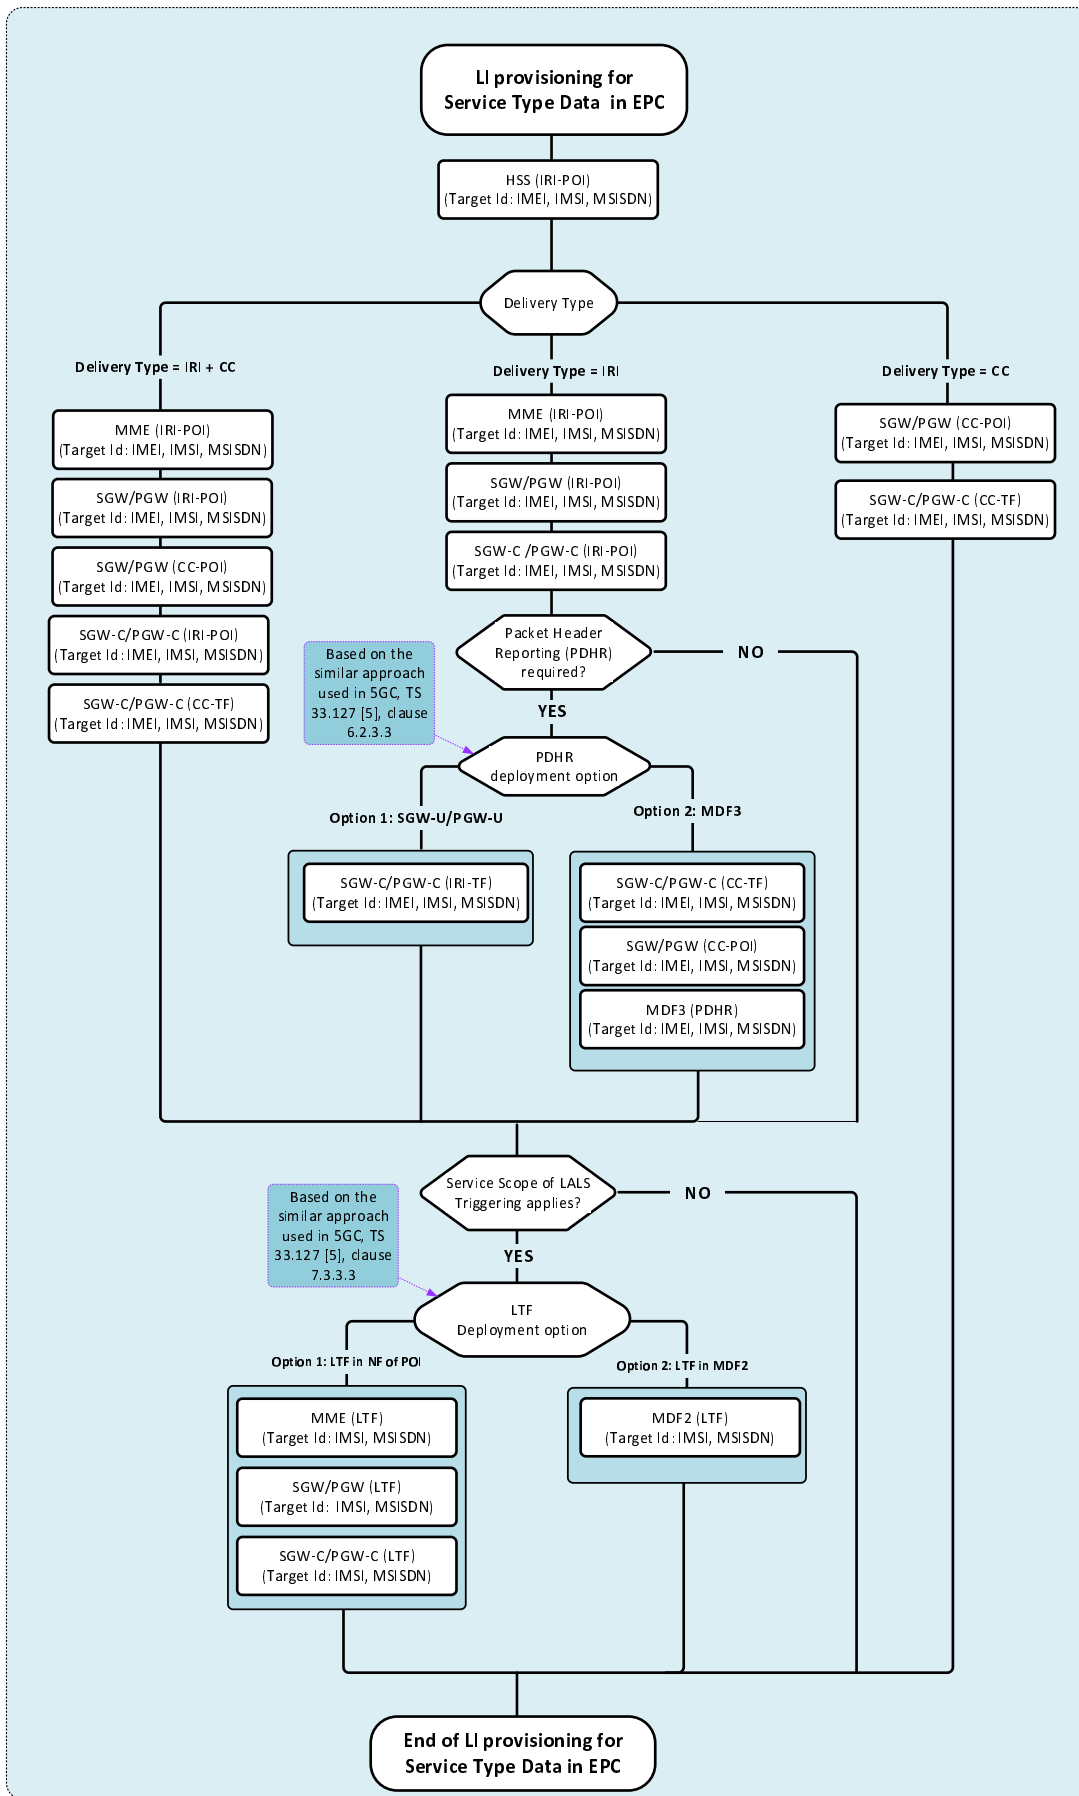 LI provisioning for
Service Type Data in EPC
HSS (IRI-POI)
(Target Id: IMEI, IMSI, MSISDN)
Delivery Type
Delivery Type = IRI + CC
MME (IRI-POI)
(Target Id: IMEI, IMSI, MSISDN)
SGW/PGW (IRI-POI)
(Target Id: IMEI, IMSI, MSISDN)
SGW/PGW (CC-POI)
(Target Id: IMEI, IMSI, MSISDN)
SGW-C/PGW-C (IRI-POI)
(Target Id: IMEI, IMSI, MSISDN)
SGW-C/PGW-C (CC-TF)
(Target Id: IMEI, IMSI, MSISDN)
Delivery Type = IRI
MME (IRI-POI)
(Target Id: IMEI, IMSI, MSISDN)
SGW/PGW (IRI-POI)
(Target Id: IMEI, IMSI, MSISDN)
SGW-C /PGW-C (IRI-POI)
(Target Id: IMEI, IMSI, MSISDN)
Delivery Type = CC
SGW/PGW (CC-POI)
(Target Id: IMEI, IMSI, MSISDN)
SGW-C/PGW-C (CC-TF)
(Target Id: IMEI, IMSI, MSISDN)
Packet Header
Reporting (PDHR)
required?
NO
YES
Based on the
similar approach
used in 5GC, TS
33.127 [5], clause
6.2.3.3
PDHR
deployment option
Option 1: SGW-U/PGW-U
SGW-C/PGW-C (IRI-TF)
(Target Id: IMEI, IMSI, MSISDN)
Option 2: MDF3
SGW-C/PGW-C (CC-TF)
(Target Id: IMEI, IMSI, MSISDN)
SGW/PGW (CC-POI)
(Target Id: IMEI, IMSI, MSISDN)
MDF3 (PDHR)
(Target Id: IMEI, IMSI, MSISDN)
Service Scope of LALS
Triggering applies?
NO
YES
Based on the
similar approach
used in 5GC, TS
33.127 [5], clause
7.3.3.3
LTF
Deployment option
Option 1: LTF in NF of POI
MME (LTF)
(Target Id: IMSI, MSISDN)
SGW/PGW (LTF)
(Target Id: IMSI, MSISDN)
SGW-C/PGW-C (LTF)
(Target Id: IMSI, MSISDN)
Option 2: LTF in MDF2
MDF2 (LTF)
(Target Id: IMSI, MSISDN)
End of LI provisioning for
Service Type Data in EPC